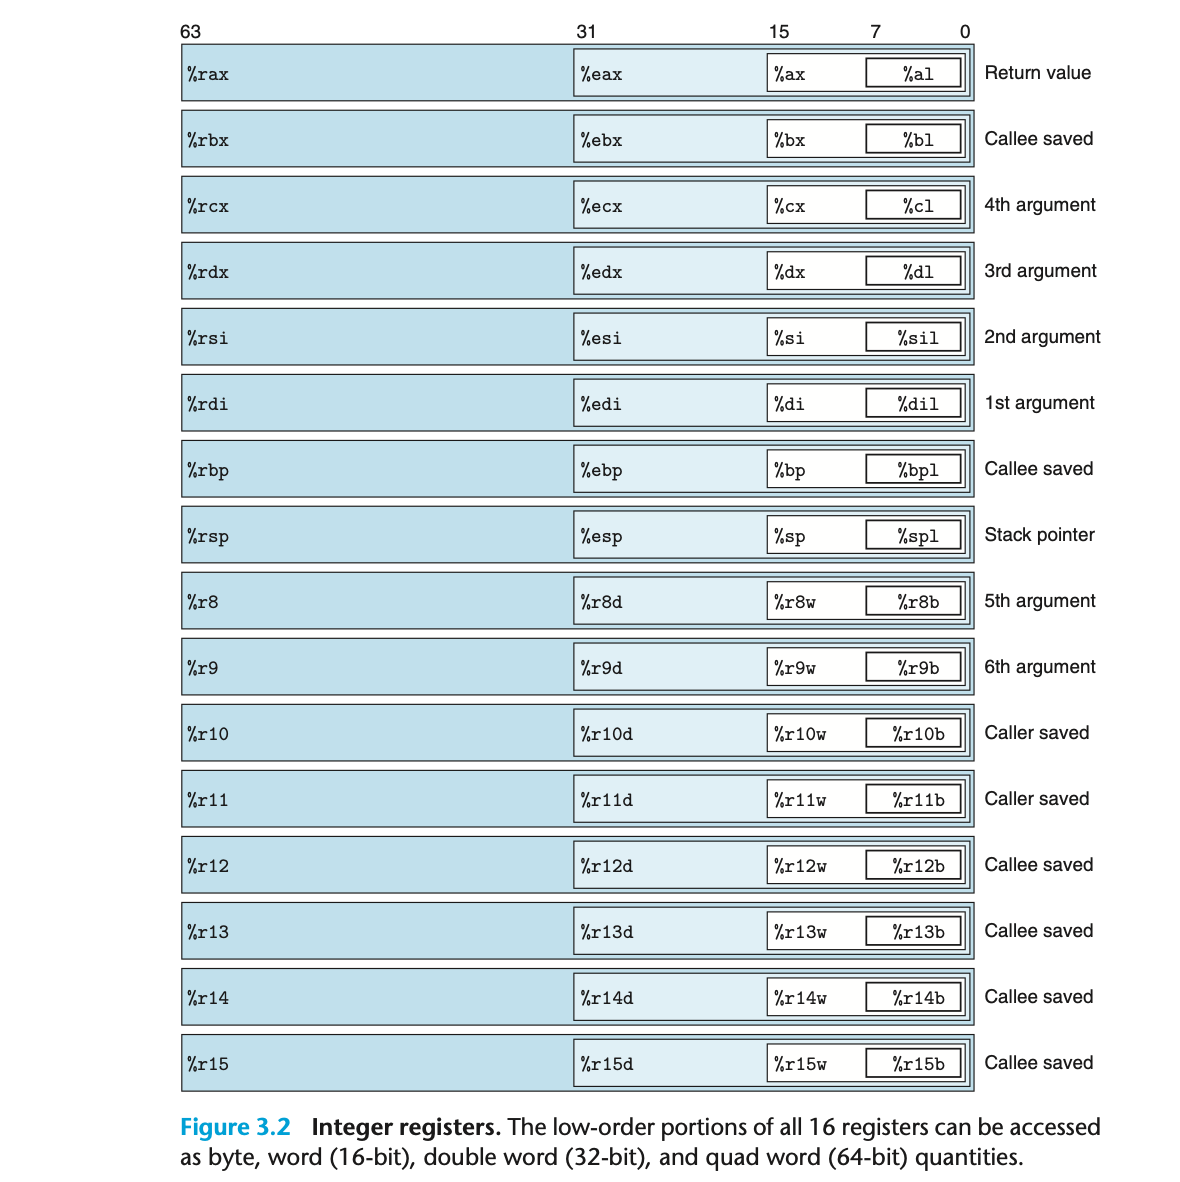 63 31 15 7 0
%rax %eax %ax %al Return value
%rbx %ebx %bx %bl Callee saved
%rcx %ecx %cx %cl 4th argument
%rdx %edx %dx %dl 3rd argument
%rsi %esi %si %sil 2nd argument
%rdi %edi %di %dil 1st argument
%rbp %ebp %bp %bpl Callee saved
%rsp %esp %sp %spl Stack pointer
%r8 %r8d %r8w %r8b 5th argument
%r9 %r9d %r9w %r9b 6th argument
%r10 %r10d %r10w %r10b Caller saved
%r11 %r11d %r11w %r11b Caller saved
%r12 %r12d %r12w %r12b Callee saved
%r13 %r13d %r13w %r13b Callee saved
%r14 %r14d %r14w %r14b Callee saved
%r15 %r15d %r15w %r15b Callee saved
Figure 3.2 Integer registers. The low-order portions of all 16 registers can be accessed
as byte, word (16-bit), double word (32-bit), and quad word (64-bit) quantities.